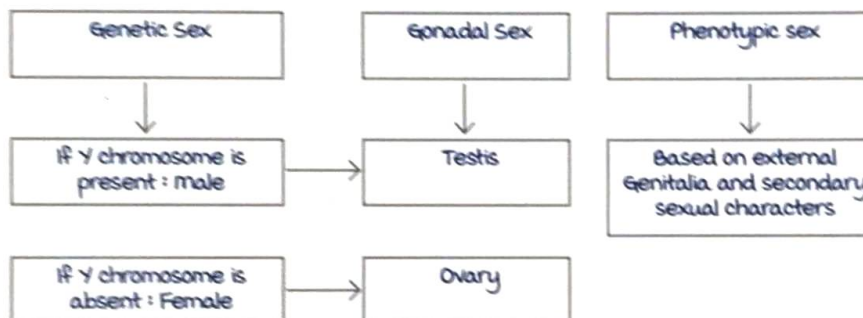 Genetic Sex
Gonadal Sex
Phenotypic sex
If Y chromosome is
present : male
Testis
Based on external
Genitalia and secondary
sexual characters
If Y chromosome is
absent : Female
Ovary